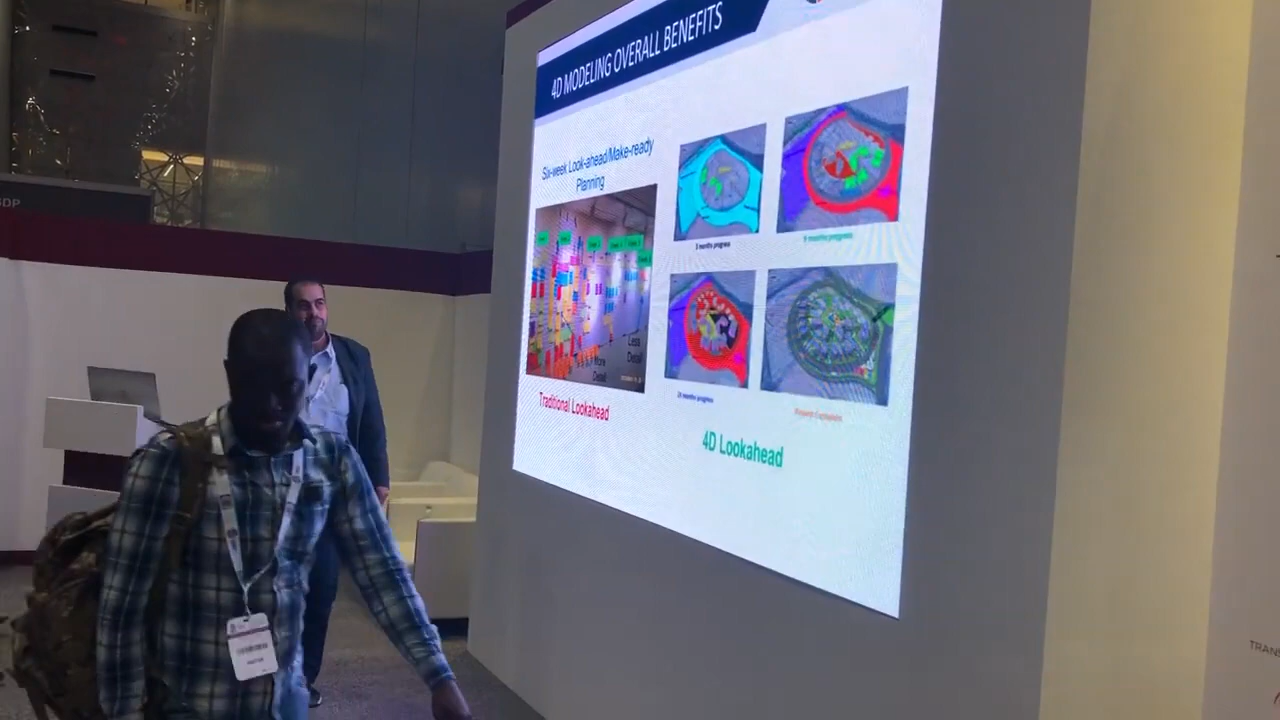 4D MODELING OVERALL BENEFITS
Six-week Look-ahead/Make-ready
Planning
More
Detail
Less
Detail
Traditional Lookahead
3 months progress
9 months progress
4D Lookahead
TRANS